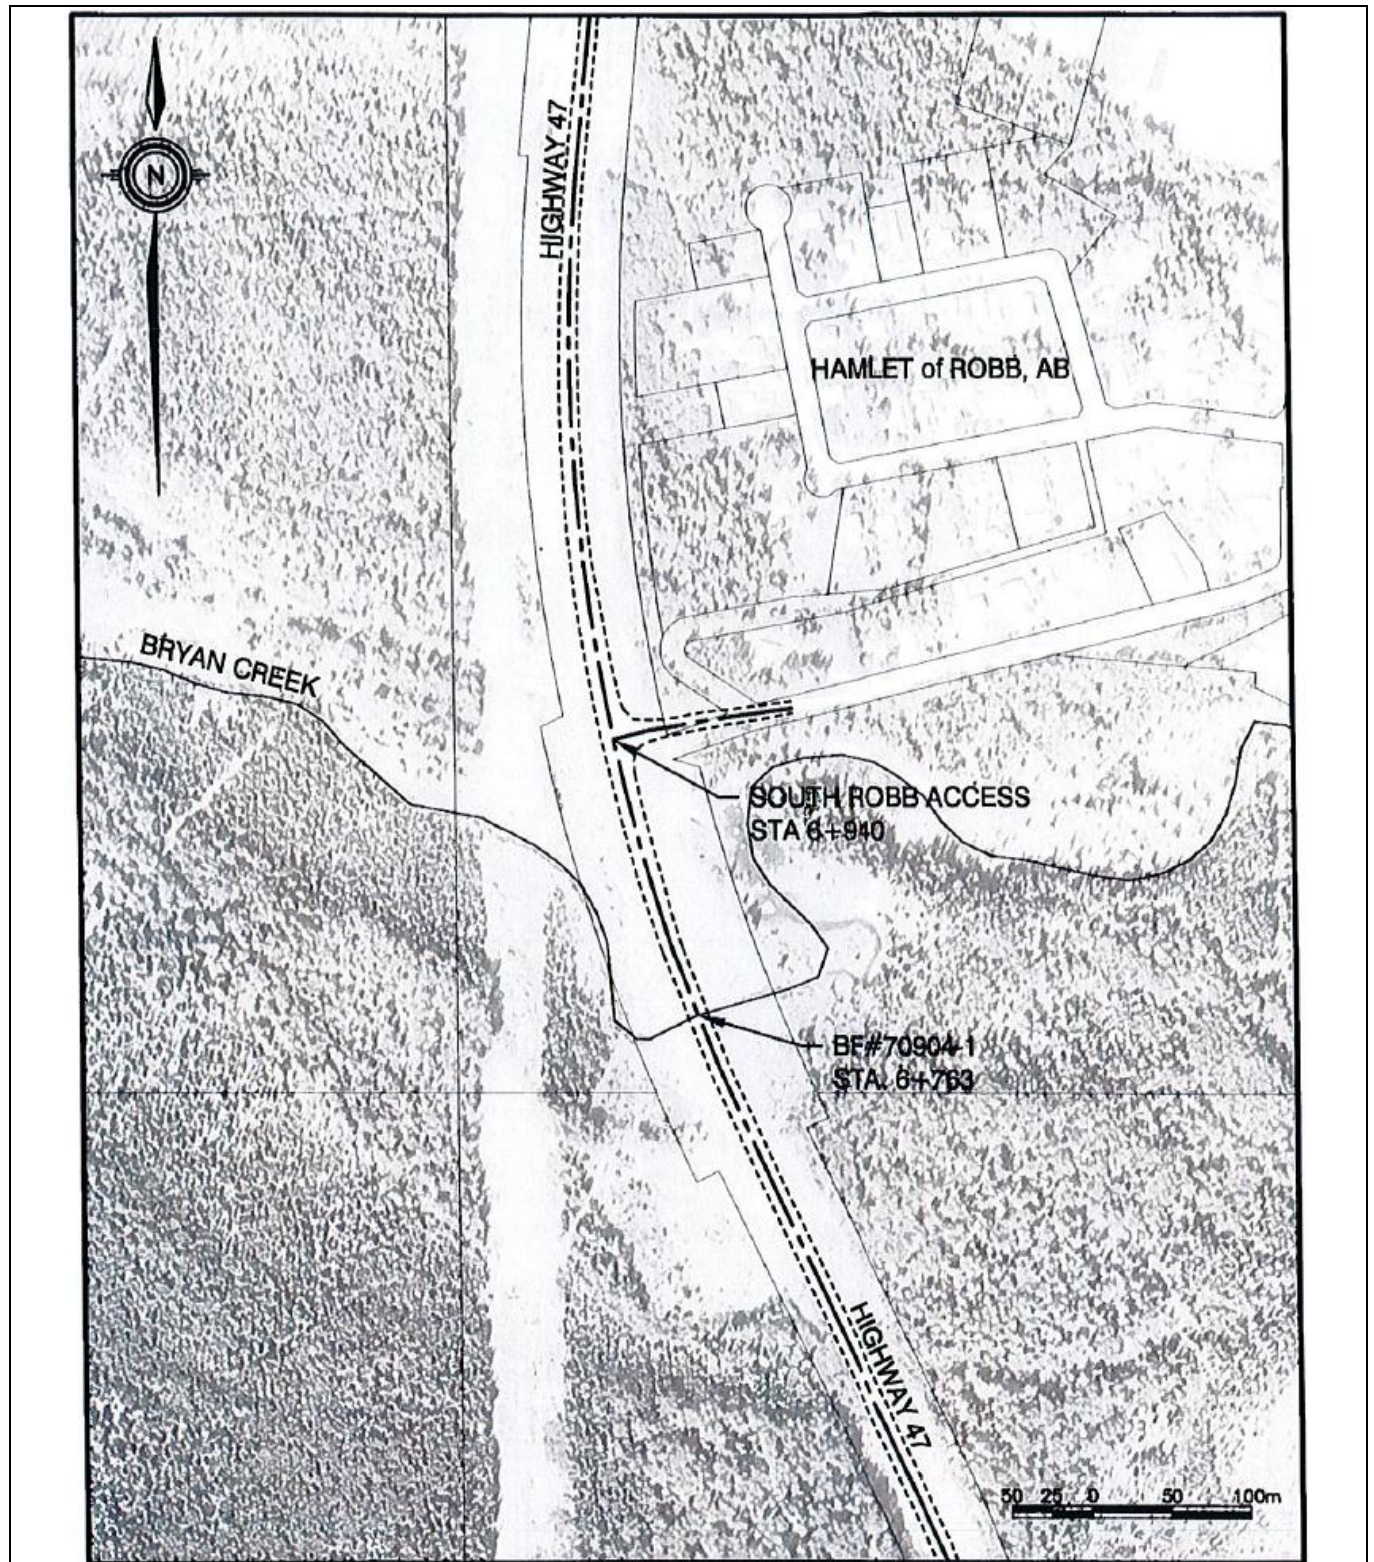 HIGHWAY 47
N
HAMLET of ROBB, AB
BRYAN CREEK
SOUTH ROBB ACCESS
STA 6+940
BF#70904-1
STA. 6+763
HIGHWAY 47
50 25 0 50 100m